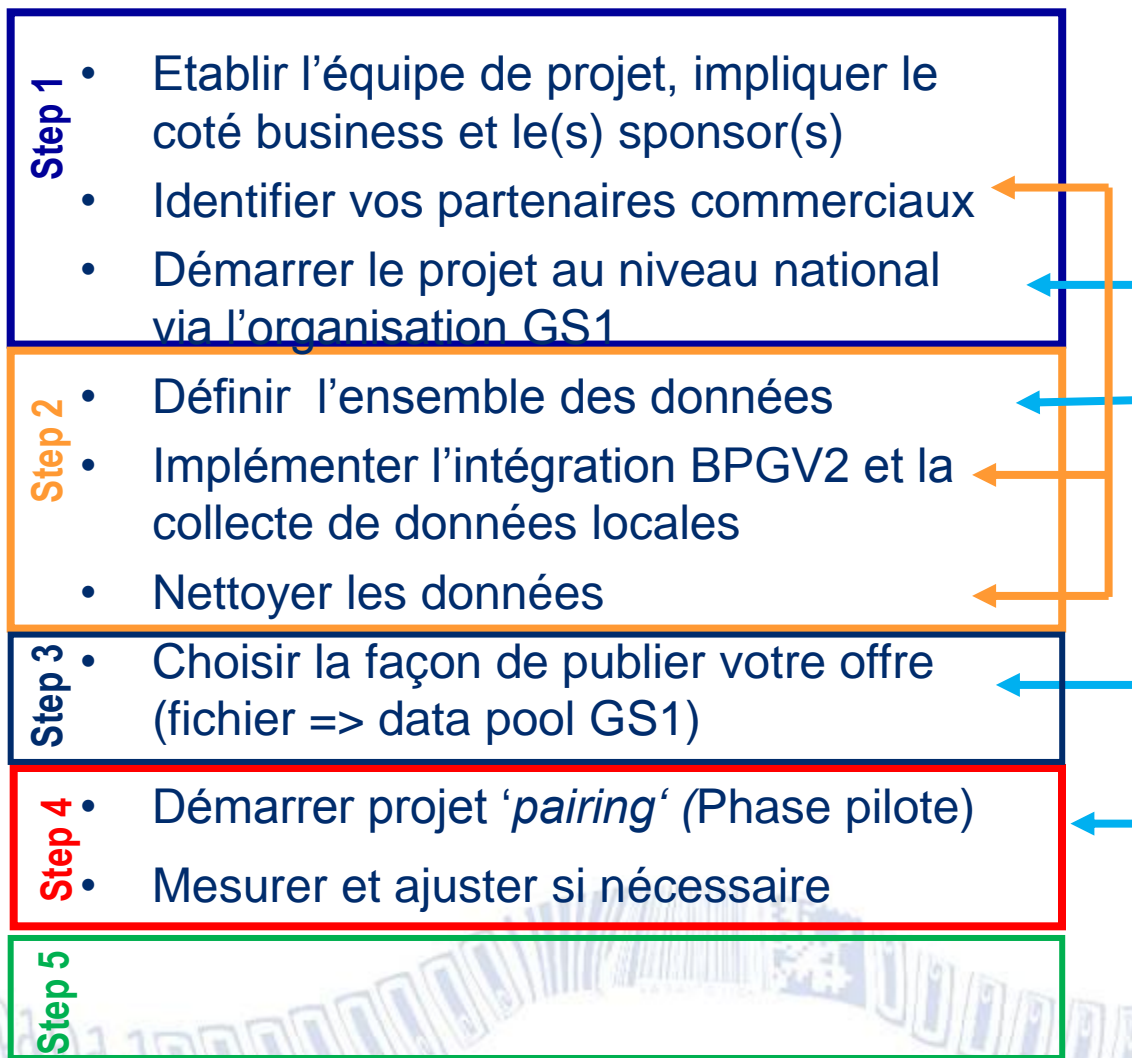 Step 1
• Etablir l’équipe de projet, impliquer le
coté business et le(s) sponsor(s)
• Identifier vos partenaires commerciaux
• Démarrer le projet au niveau national
via l’organisation GS1
Step 2
• Définir  l’ensemble des données
• Implémenter l’intégration BPGV2 et la
collecte de données locales
• Nettoyer les données
Step 3
• Choisir la façon de publier votre offre
(fichier => data pool GS1)
Step 4
• Démarrer projet ‘pairing‘ (Phase pilote)
• Mesurer et ajuster si nécessaire
Step 5